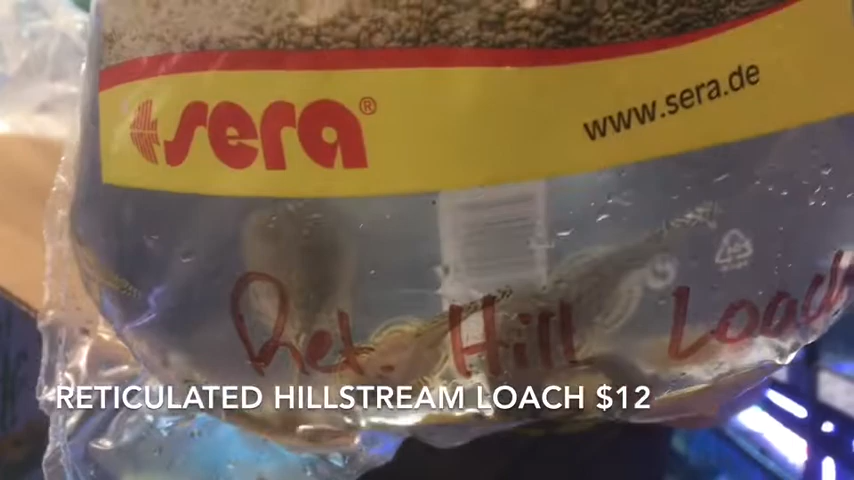 sera®
www.sera.de
Ret. Hill Loach
RETICULATED HILLSTREAM LOACH $12